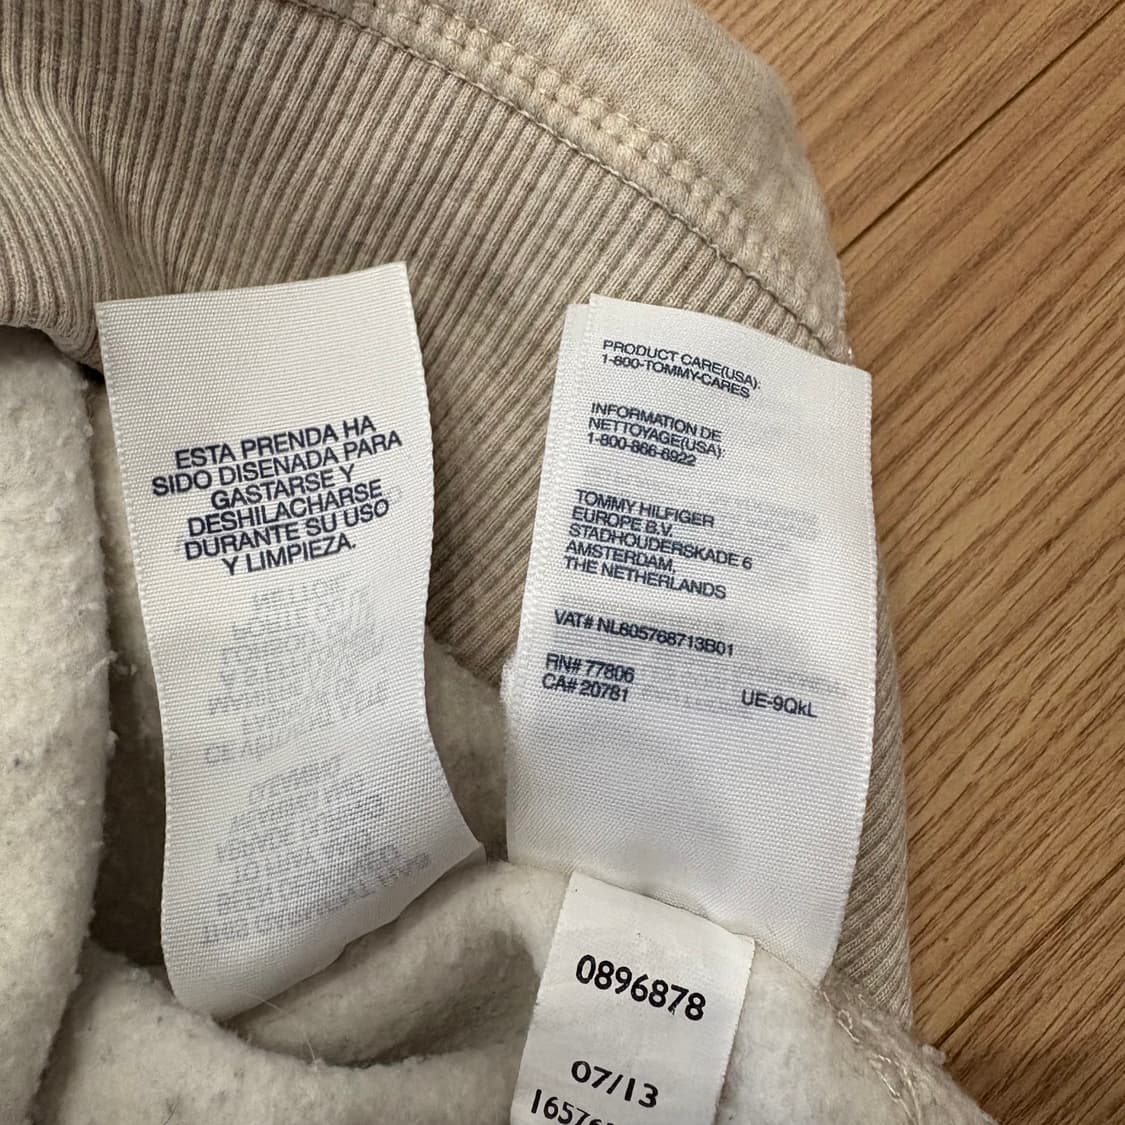 ESTA PRENDA HA
SIDO DISENADA PARA
GASTARSE Y
DESHILACHARSE
DURANTE SU USO
Y LIMPIEZA.
PRODUCT CARE(USA):
1-800-TOMMY-CARES
INFORMATION DE
NETTOYAGE(USA):
1-800-866-6922
TOMMY HILFIGER
EUROPE B.V.
STADHOUDERSKADE 6
AMSTERDAM,
THE NETHERLANDS
VAT# NL805768713B01
RN# 77806
CA# 20781
UE-9QkL
0896878
07/13